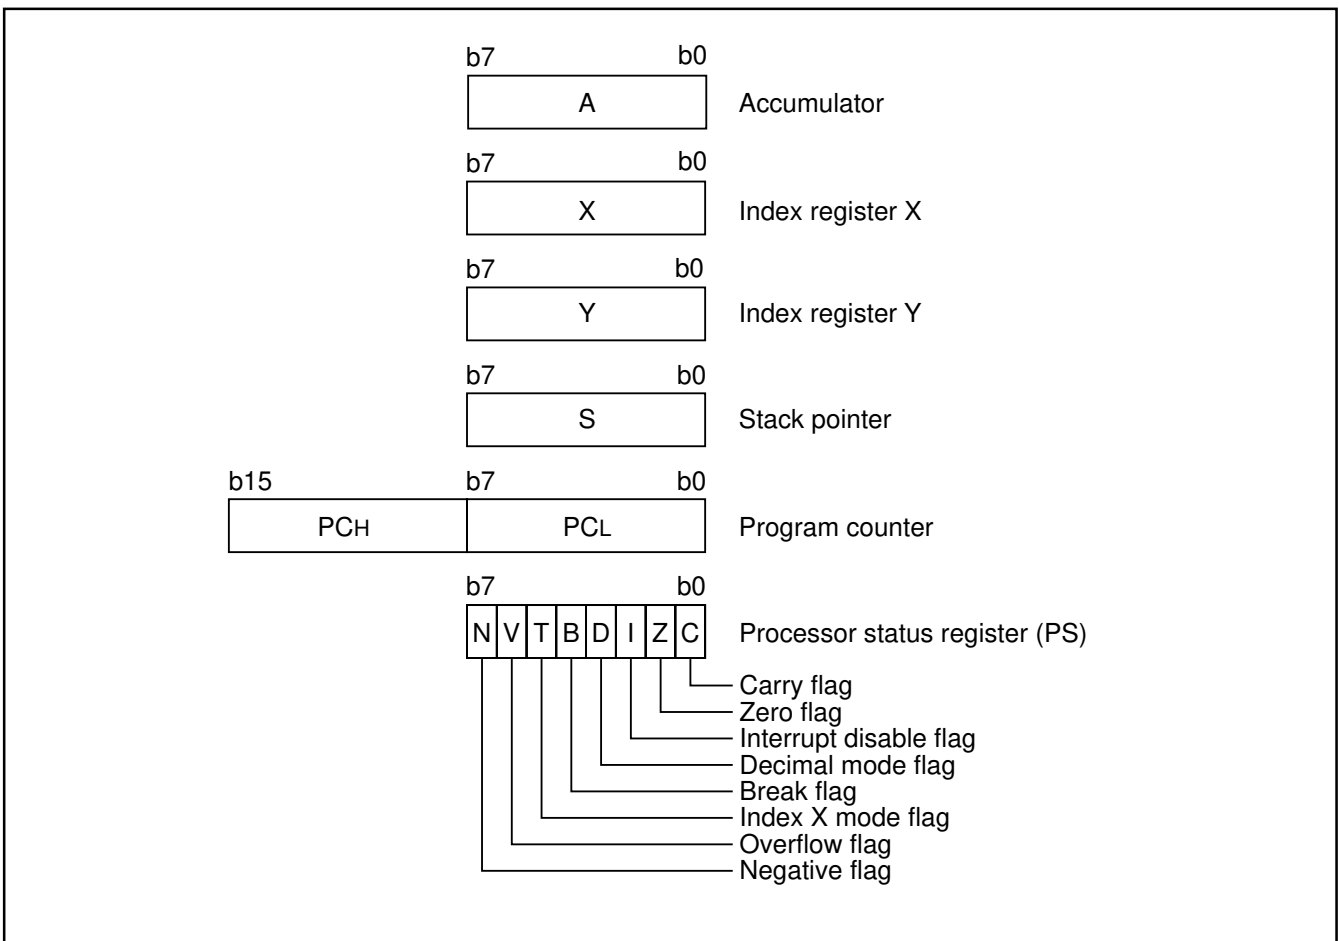 b7 b0
A Accumulator
b7 b0
X Index register X
b7 b0
Y Index register Y
b7 b0
S Stack pointer
b15 b7 b0
PCH PCL Program counter
b7 b0
N V T B D I Z C Processor status register (PS)
Carry flag
Zero flag
Interrupt disable flag
Decimal mode flag
Break flag
Index X mode flag
Overflow flag
Negative flag